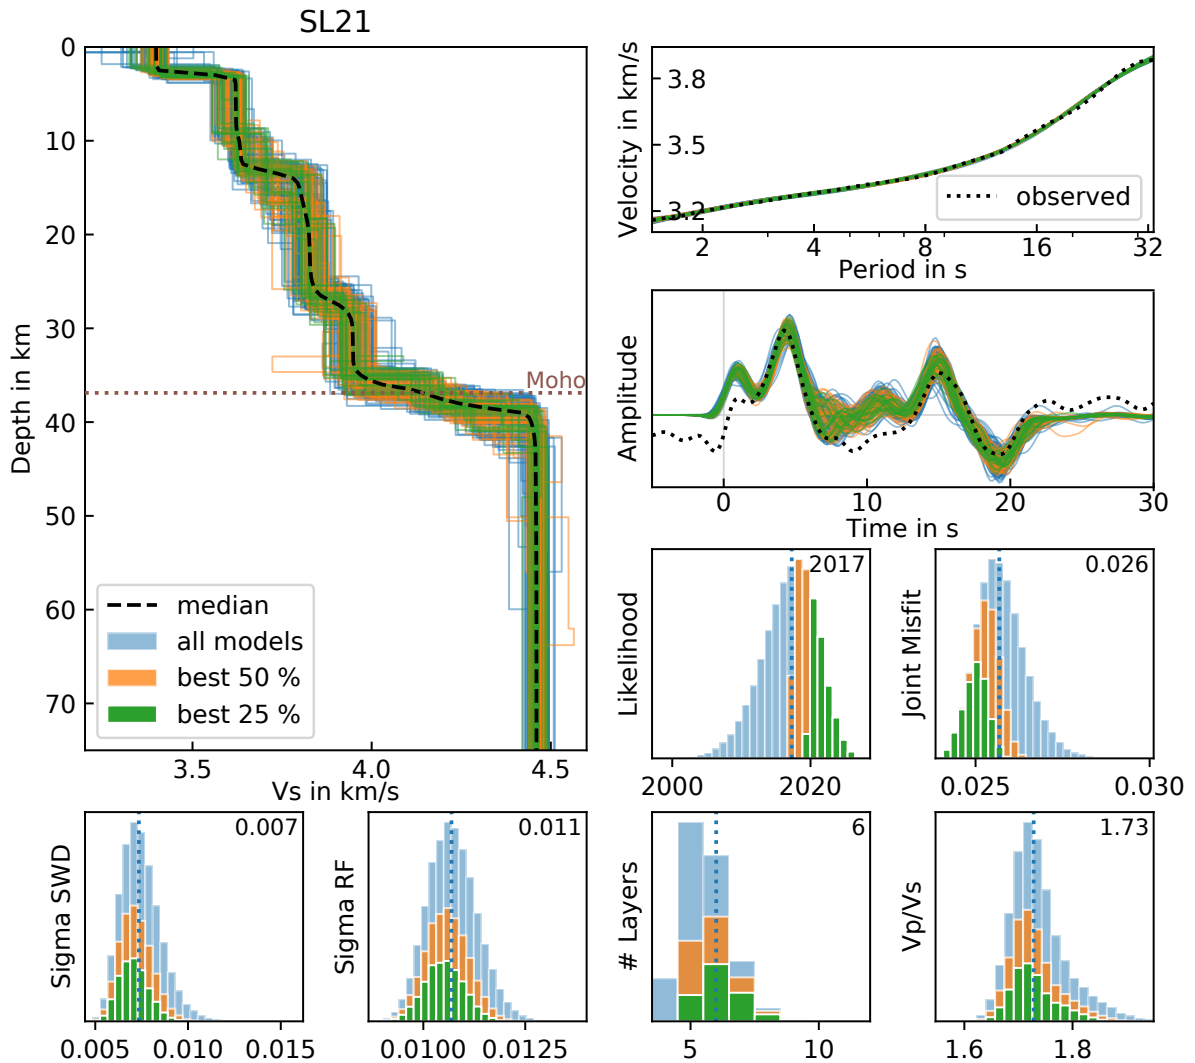 SL21
0
10
20
30
40
50
60
70
Depth in km
Moho
median
all models
best 50 %
best 25 %
3.5
4.0
4.5
Vs in km/s
3.8
3.5
3.2
Velocity in km/s
observed
2
4
8
16
32
Period in s
Amplitude
0
10
20
30
Time in s
Likelihood
2017
2000
2020
Joint Misfit
0.026
0.025
0.030
Sigma SWD
0.007
0.005
0.010
0.015
Sigma RF
0.011
0.0100
0.0125
# Layers
6
5
10
Vp/Vs
1.73
1.6
1.8